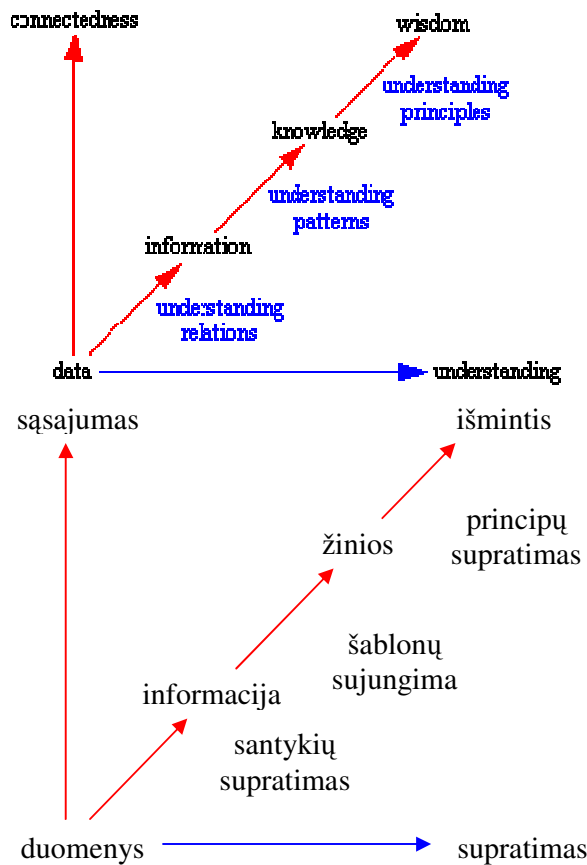 connectedness
wisdom
understanding
principles
knowledge
understanding
patterns
information
understanding
relations
data
understanding
sąsajumas
išmintis
principų
supratimas
žinios
šablonų
sujungima
informacija
santykių
supratimas
duomenys
supratimas